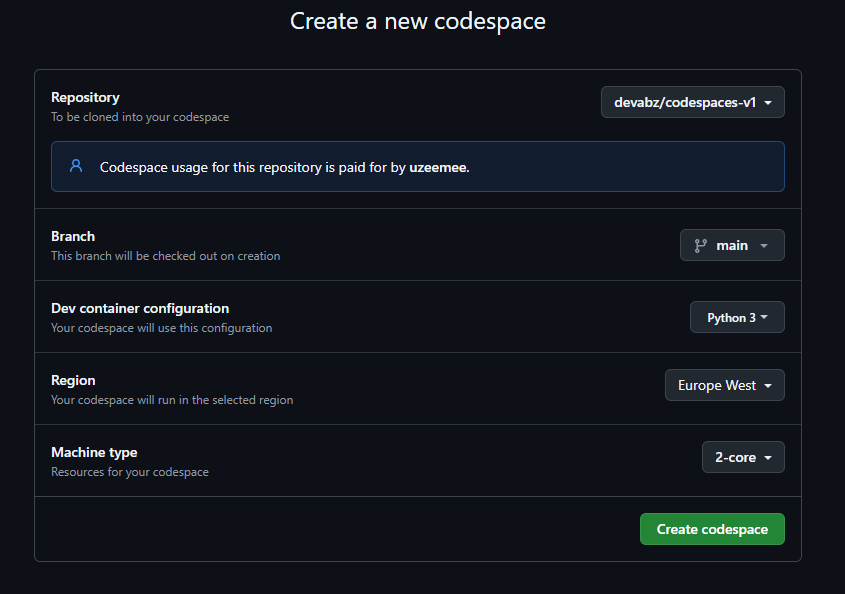 Create a new codespace
Repository
To be cloned into your codespace
devabz/codespaces-v1
Codespace usage for this repository is paid for by uzeemee.
Branch
This branch will be checked out on creation
main
Dev container configuration
Your codespace will use this configuration
Python 3
Region
Your codespace will run in the selected region
Europe West
Machine type
Resources for your codespace
2-core
Create codespace